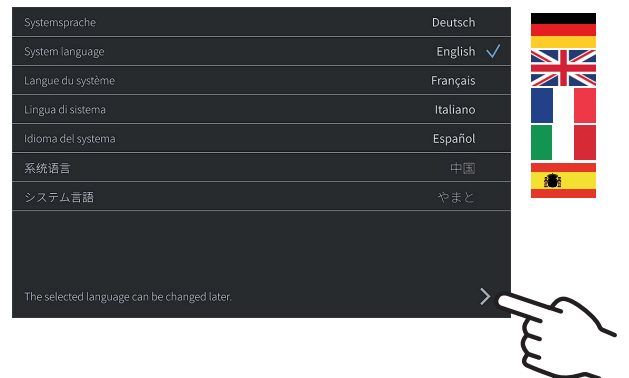 Systemsprache Deutsch
System language English
Langue du système Français
Lingua di sistema Italiano
Idioma del systema Español
系统语言 中国
システム言語 やまと
The selected language can be changed later.